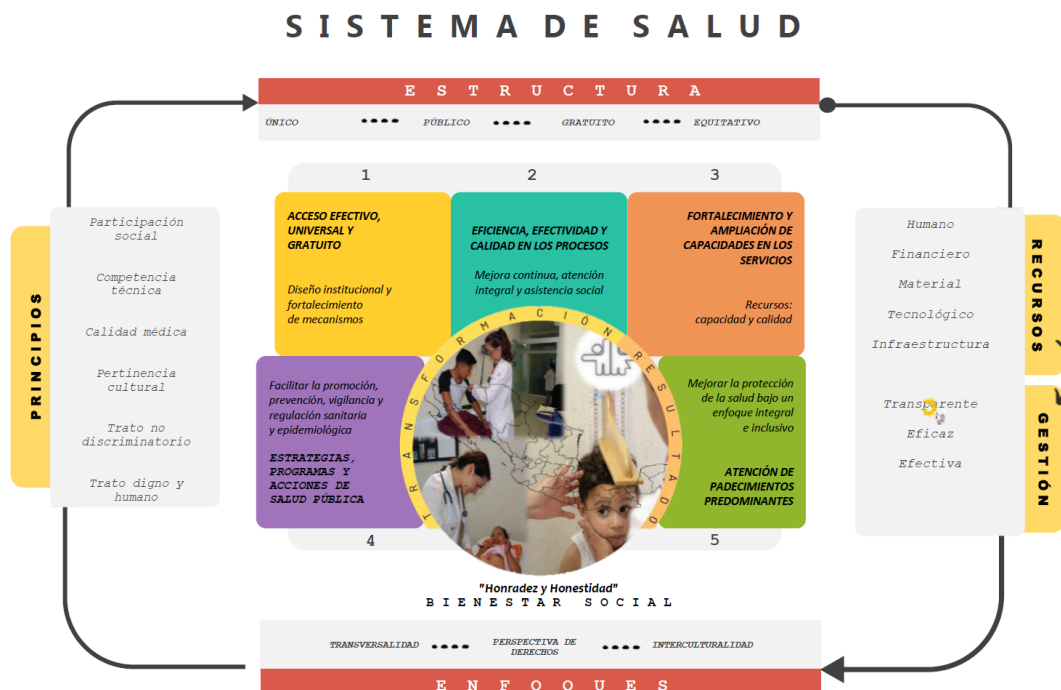 SISTEMA DE SALUD
ESTRUCTURA
ÚNICO
PÚBLICO
GRATUITO
EQUITATIVO
PRINCIPIOS
Participación
social
Competencia
técnica
Calidad médica
Pertinencia
cultural
Trato no
discriminatorio
Trato digno y
humano
1
ACCESO EFECTIVO,
UNIVERSAL Y
GRATUITO
Diseño institucional y
fortalecimiento
de mecanismos
2
EFICIENCIA, EFECTIVIDAD Y
CALIDAD EN LOS PROCESOS
Mejora continua, atención
integral y asistencia social
3
FORTALECIMIENTO Y
AMPLIACIÓN DE
CAPACIDADES EN LOS
SERVICIOS
Recursos:
capacidad y calidad
TRANSFORMACIÓN
RESULTADO
Facilitar la promoción,
prevención, vigilancia y
regulación sanitaria
y epidemiológica
ESTRATEGIAS,
PROGRAMAS Y
ACCIONES DE
SALUD PÚBLICA
4
Mejorar la protección
de la salud bajo un
enfoque integral
e inclusivo
ATENCIÓN DE
PADECIMIENTOS
PREDOMINANTES
5
RECURSOS
Humano
Financiero
Material
Tecnológico
Infraestructura
GESTIÓN
Transparente
Eficaz
Efectiva
"Honradez y Honestidad"
BIENESTAR SOCIAL
TRANSVERSALIDAD
PERSPECTIVA DE
DERECHOS
INTERCULTURALIDAD
ENFOQUES